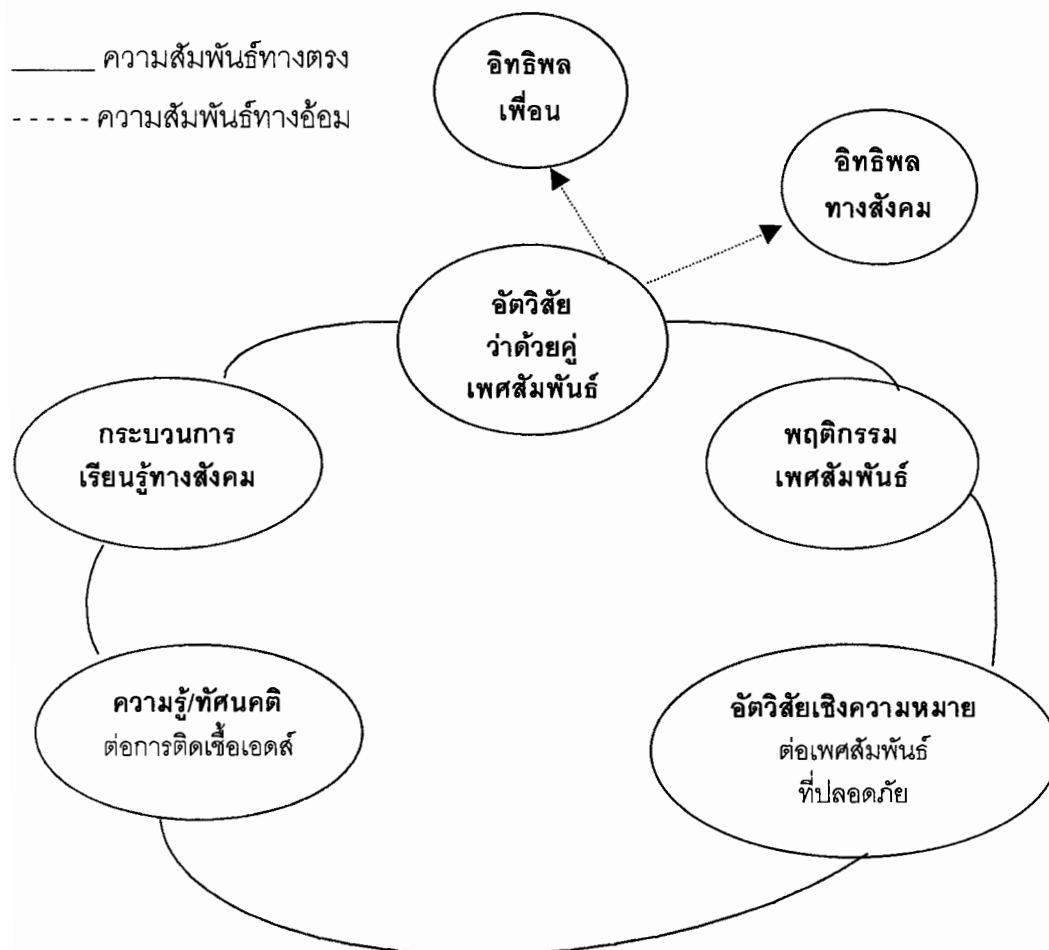 _____ ความสัมพันธ์ทางตรง
- - - - - ความสัมพันธ์ทางอ้อม
อิทธิพล
เพื่อน
อิทธิพล
ทางสังคม
อัตวิสัย
ว่าด้วยคู่
เพศสัมพันธ์
กระบวนการ
เรียนรู้ทางสังคม
พฤติกรรม
เพศสัมพันธ์
ความรู้/ทัศนคติ
ต่อการติดเชื้อเอดส์
อัตวิสัยเชิงความหมาย
ต่อเพศสัมพันธ์
ที่ปลอดภัย